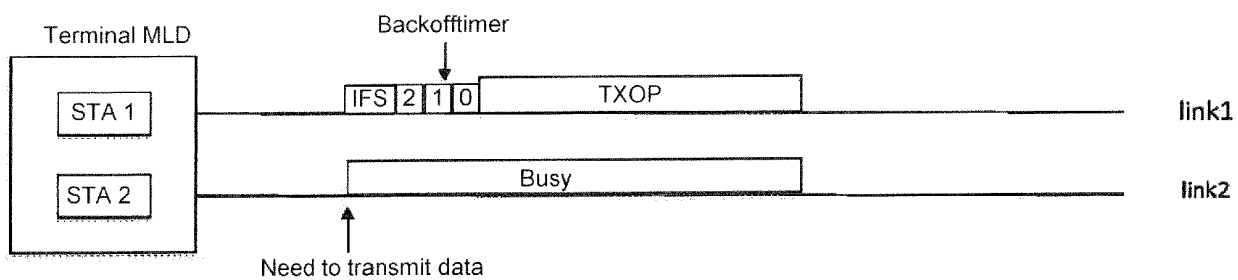 Terminal MLD
Backofftimer
STA 1
IFS 2 1 0 TXOP
link1
STA 2
Busy
link2
Need to transmit data